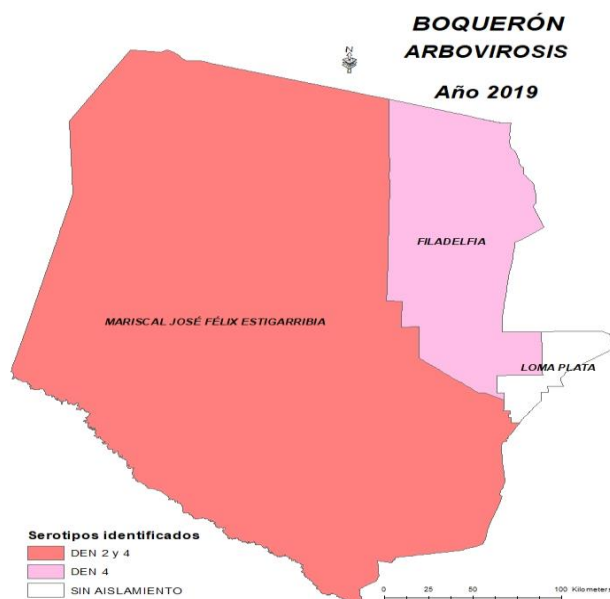 BOQUERÓN
ARBOVIROSIS
Año 2019
N
FILADELFIA
MARISCAL JOSÉ FÉLIX ESTIGARRIBIA
LOMA PLATA
Serotipos identificados
DEN 2 y 4
DEN 4
SIN AISLAMIENTO
0 25 50 100 Kilometers